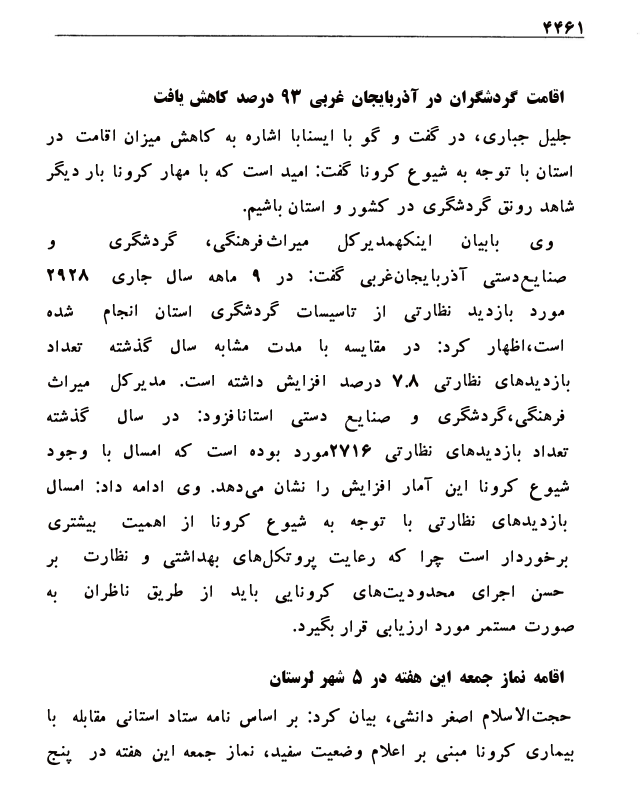 ۴۴۶۱
اقامت گردشگران در آذربایجان غربی ۹۳ درصد کاهش یافت
جلیل جباری، در گفت و گو با ایسنابا اشاره به کاهش میزان اقامت در
استان با توجه به شیوع کرونا گفت: امید است که با مهار کرونا بار دیگر
شاهد رونق گردشگری در کشور و استان باشیم.
وی بابیان اینکهمدیرکل میراث‌فرهنگی، گردشگری و
صنایع‌دستی آذربایجان‌غربی گفت: در ۹ ماهه سال جاری ۲۹۲۸
مورد بازدید نظارتی از تاسیسات گردشگری استان انجام شده
است،اظهار کرد: در مقایسه با مدت مشابه سال گذشته تعداد
بازدیدهای نظارتی ۷.۸ درصد افزایش داشته است. مدیرکل میراث
فرهنگی،گردشگری و صنایع دستی استانافزود: در سال گذشته
تعداد بازدیدهای نظارتی ۲۷۱۶مورد بوده است که امسال با وجود
شیوع کرونا این آمار افزایش را نشان می‌دهد. وی ادامه داد: امسال
بازدیدهای نظارتی با توجه به شیوع کرونا از اهمیت بیشتری
برخوردار است چرا که رعایت پروتکل‌های بهداشتی و نظارت بر
حسن اجرای محدودیت‌های کرونایی باید از طریق ناظران به
صورت مستمر مورد ارزیابی قرار بگیرد.
اقامه نماز جمعه این هفته در ۵ شهر لرستان
حجت‌الاسلام اصغر دانشی، بیان کرد: بر اساس نامه ستاد استانی مقابله با
بیماری کرونا مبنی بر اعلام وضعیت سفید، نماز جمعه این هفته در پنج